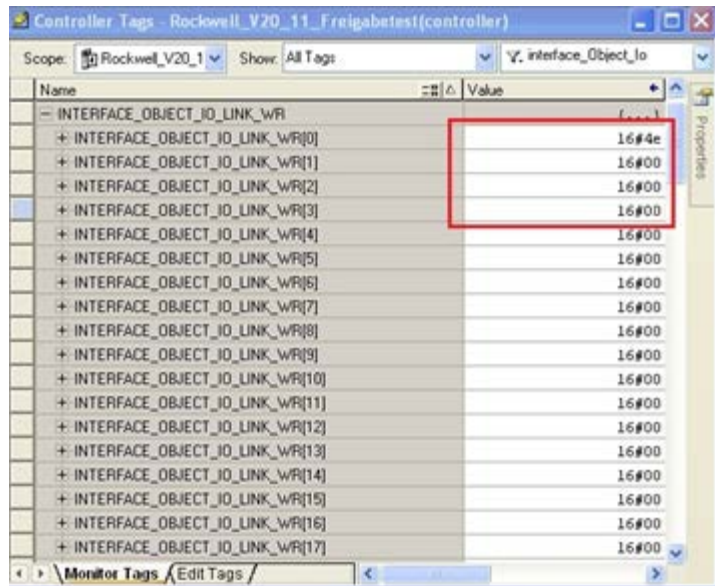 Controller Tags - Rockwell_V20_11_Freigabetest(controller)
Scope: Rockwell_V20_1 Show: All Tags interface_Object_Io
Name Value
- INTERFACE_OBJECT_IO_LINK_WR {...}
+ INTERFACE_OBJECT_IO_LINK_WR[0] 16#4e
+ INTERFACE_OBJECT_IO_LINK_WR[1] 16#00
+ INTERFACE_OBJECT_IO_LINK_WR[2] 16#00
+ INTERFACE_OBJECT_IO_LINK_WR[3] 16#00
+ INTERFACE_OBJECT_IO_LINK_WR[4] 16#00
+ INTERFACE_OBJECT_IO_LINK_WR[5] 16#00
+ INTERFACE_OBJECT_IO_LINK_WR[6] 16#00
+ INTERFACE_OBJECT_IO_LINK_WR[7] 16#00
+ INTERFACE_OBJECT_IO_LINK_WR[8] 16#00
+ INTERFACE_OBJECT_IO_LINK_WR[9] 16#00
+ INTERFACE_OBJECT_IO_LINK_WR[10] 16#00
+ INTERFACE_OBJECT_IO_LINK_WR[11] 16#00
+ INTERFACE_OBJECT_IO_LINK_WR[12] 16#00
+ INTERFACE_OBJECT_IO_LINK_WR[13] 16#00
+ INTERFACE_OBJECT_IO_LINK_WR[14] 16#00
+ INTERFACE_OBJECT_IO_LINK_WR[15] 16#00
+ INTERFACE_OBJECT_IO_LINK_WR[16] 16#00
+ INTERFACE_OBJECT_IO_LINK_WR[17] 16#00
Monitor Tags Edit Tags
Properties